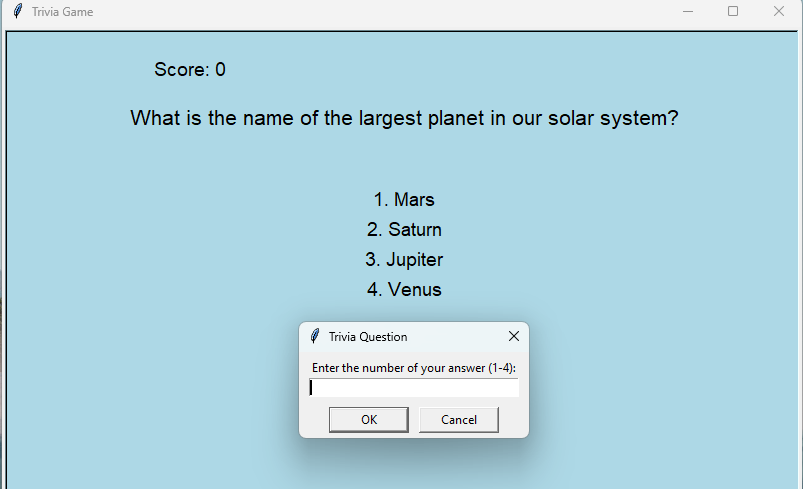 Trivia Game
Score: 0
What is the name of the largest planet in our solar system?
1. Mars
2. Saturn
3. Jupiter
4. Venus
Trivia Question
Enter the number of your answer (1-4):
OK Cancel